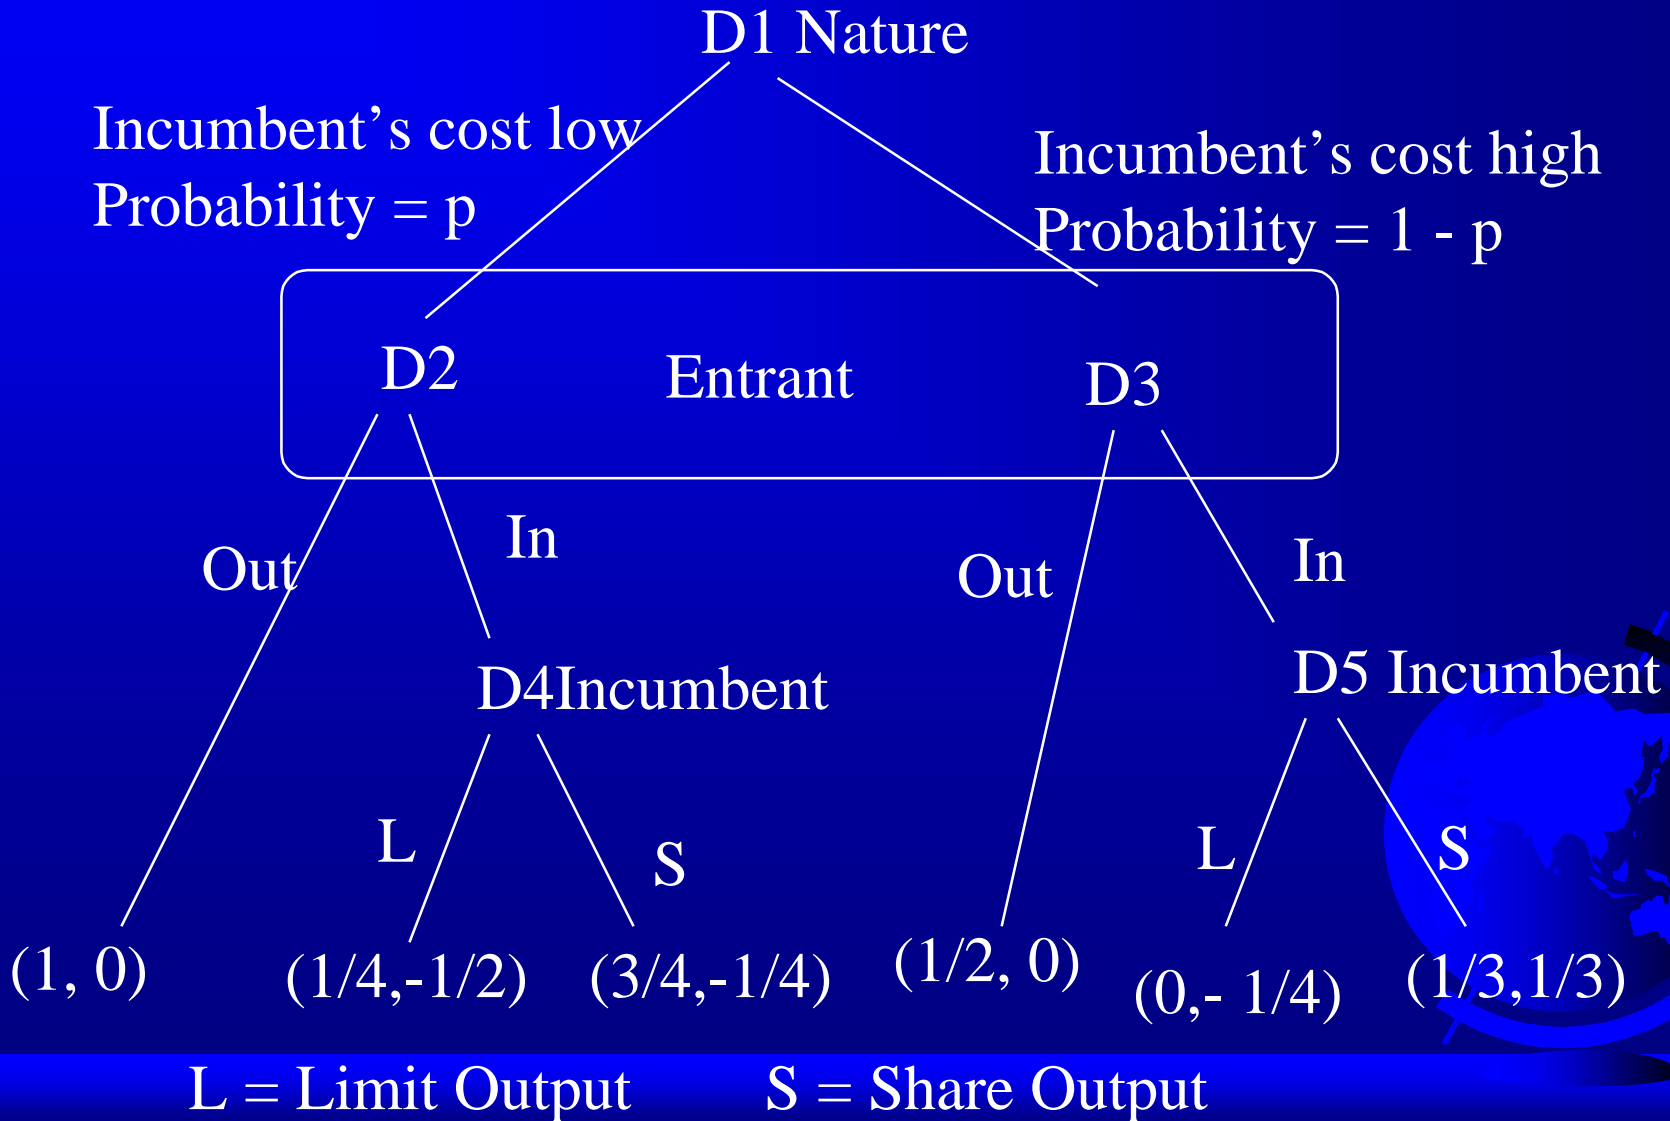 D1 Nature
Incumbent’s cost low
Probability = p
Incumbent’s cost high
Probability = 1 - p
D2
Entrant
D3
Out
In
Out
In
D4Incumbent
D5 Incumbent
L
S
L
S
(1, 0)
(1/4,-1/2)
(3/4,-1/4)
(1/2, 0)
(0,- 1/4)
(1/3,1/3)
L = Limit Output
S = Share Output